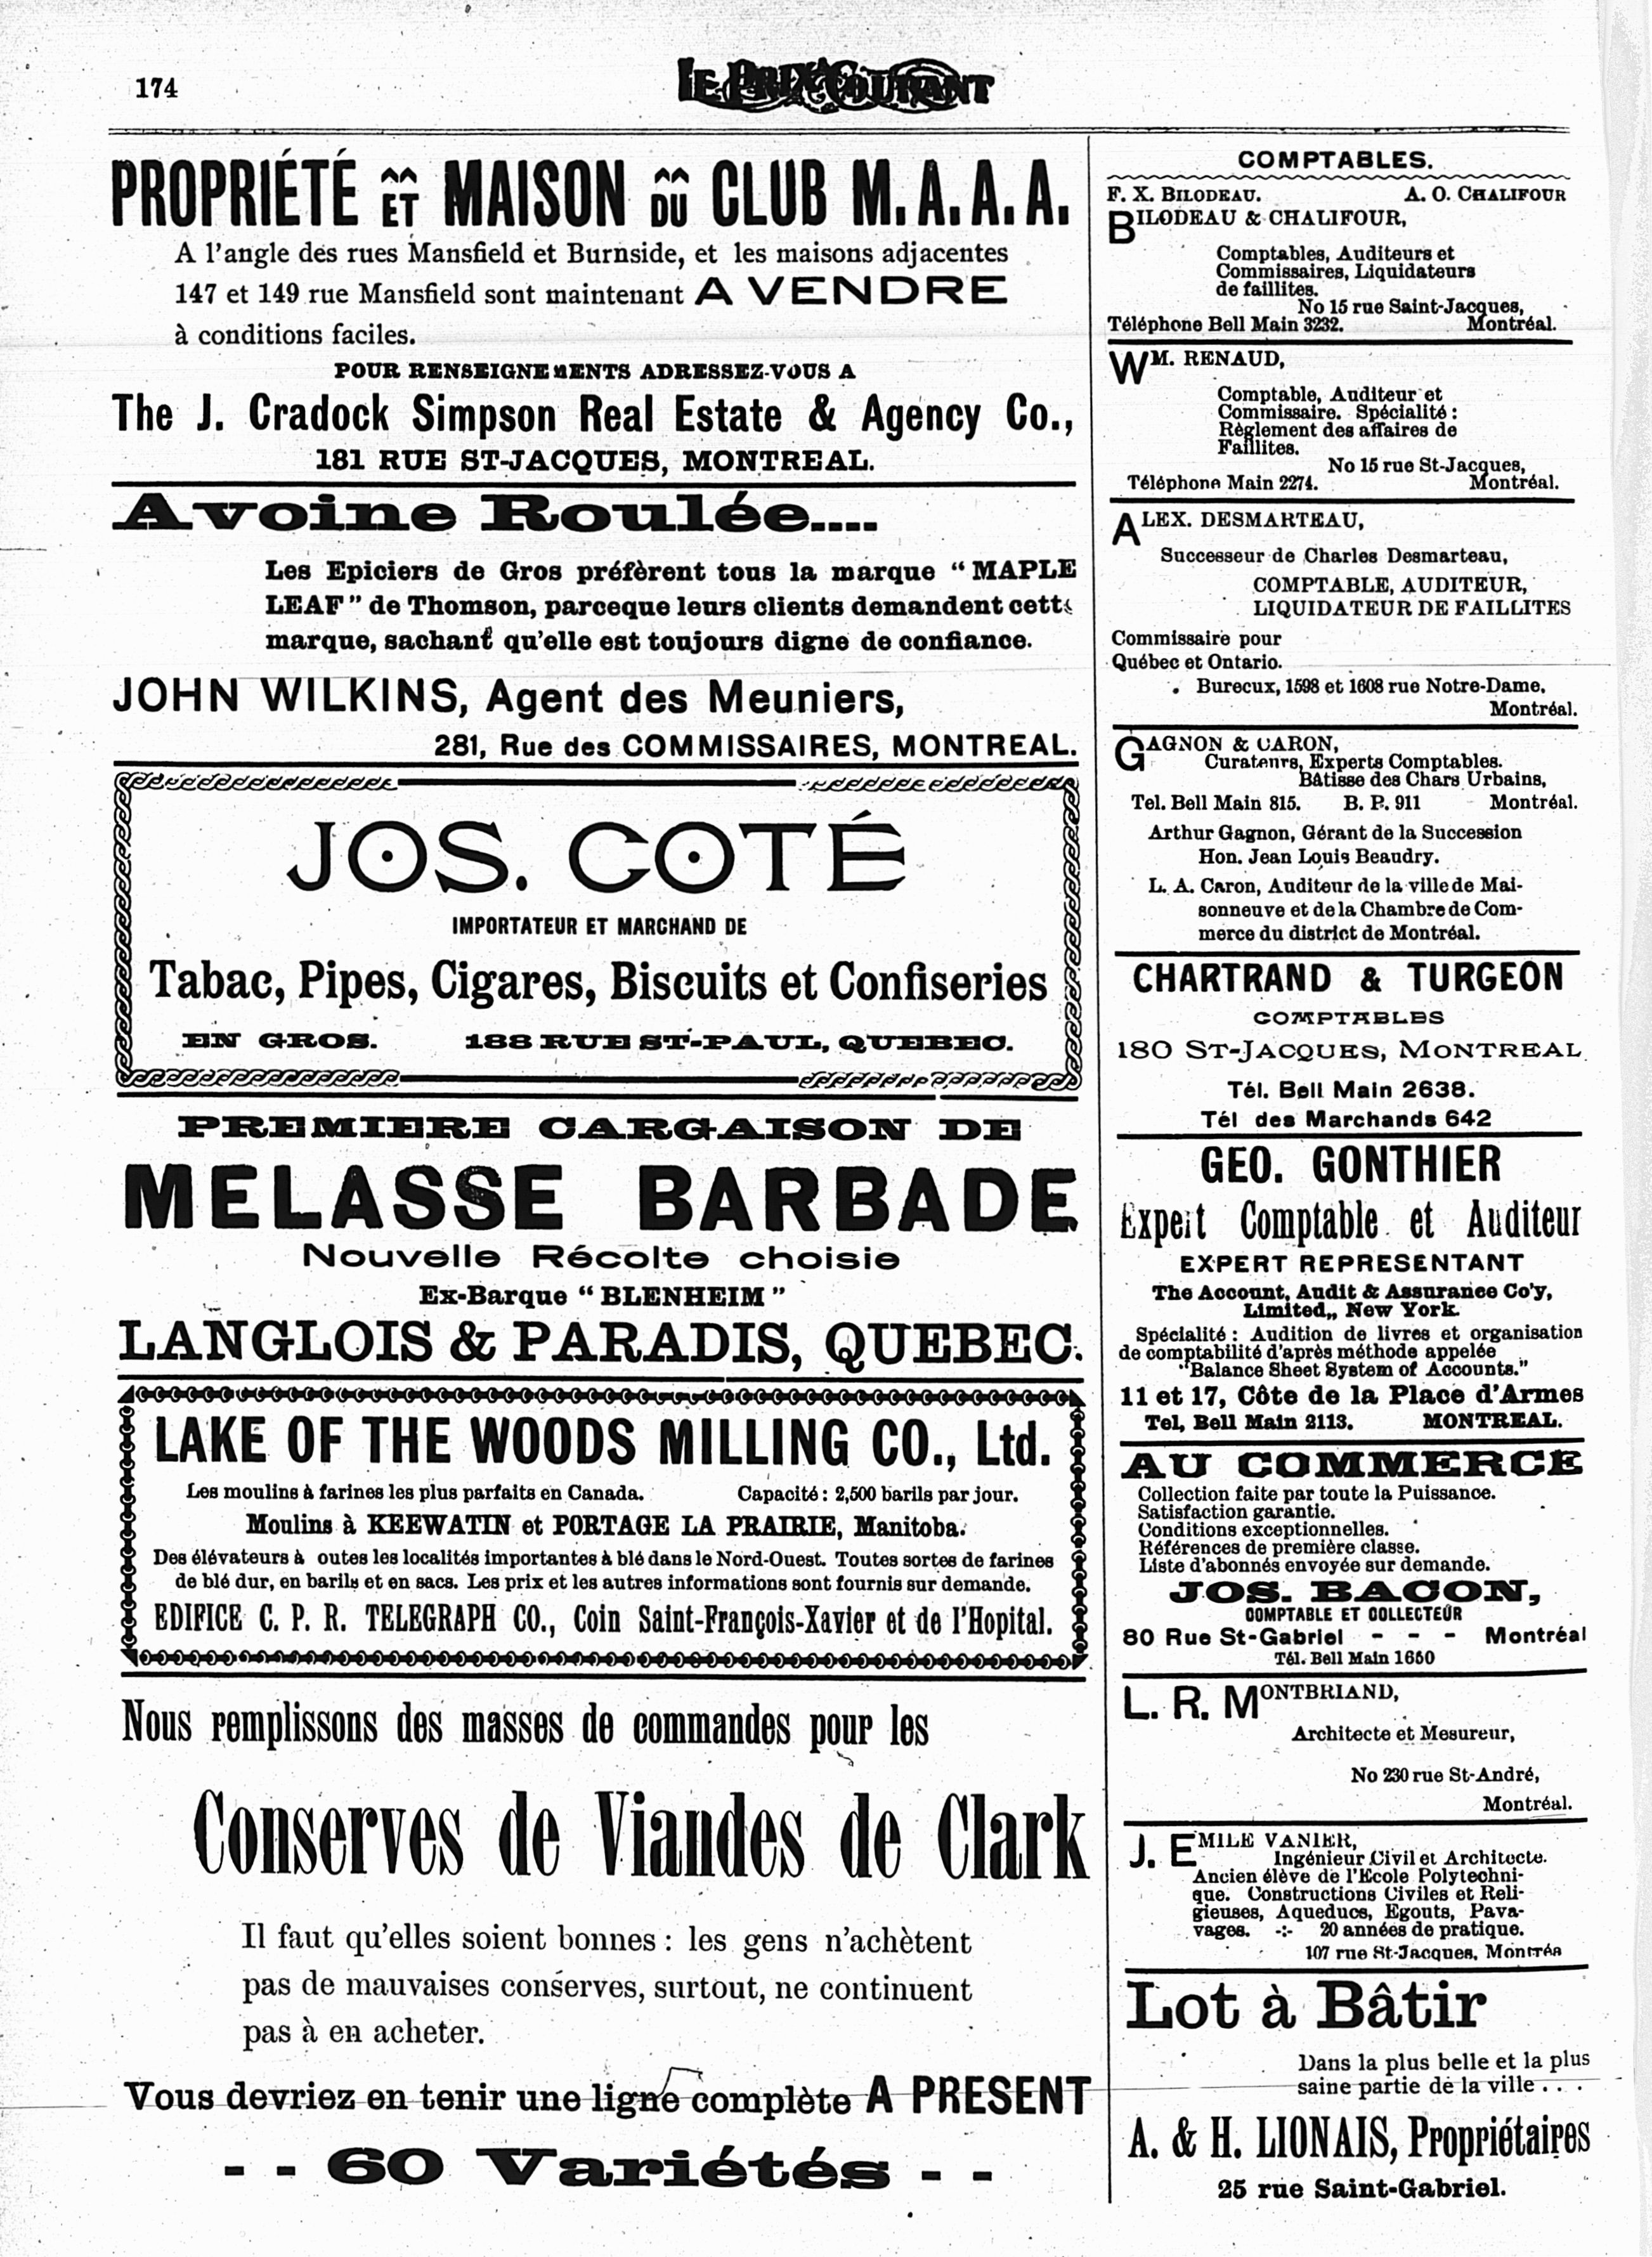 174
LE PRIX COURANT
PROPRIÉTÉ ET MAISON DU CLUB M.A.A.A.
A l'angle des rues Mansfield et Burnside, et les maisons adjacentes
147 et 149 rue Mansfield sont maintenant A VENDRE
à conditions faciles.
POUR RENSEIGNEMENTS ADRESSEZ-VOUS A
The J. Cradock Simpson Real Estate & Agency Co.,
181 RUE ST-JACQUES, MONTREAL.
Avoine Roulée....
Les Epiciers de Gros préfèrent tous la marque "MAPLE
LEAF" de Thomson, parceque leurs clients demandent cette
marque, sachant qu'elle est toujours digne de confiance.
JOHN WILKINS, Agent des Meuniers,
281, Rue des COMMISSAIRES, MONTREAL.
JOS. COTÉ
IMPORTATEUR ET MARCHAND DE
Tabac, Pipes, Cigares, Biscuits et Confiseries
EN GROS. 188 RUE ST-PAUL, QUEBEC.
PREMIERE CARGAISON DE
MELASSE BARBADE
Nouvelle Récolte choisie
Ex-Barque "BLENHEIM"
LANGLOIS & PARADIS, QUEBEC.
LAKE OF THE WOODS MILLING CO., Ltd.
Les moulins à farines les plus parfaits en Canada. Capacité : 2,500 barils par jour.
Moulins à KEEWATIN et PORTAGE LA PRAIRIE, Manitoba.
Des élévateurs à outes les localités importantes à blé dans le Nord-Ouest. Toutes sortes de farines
de blé dur, en barils et en sacs. Les prix et les autres informations sont fournis sur demande.
EDIFICE C. P. R. TELEGRAPH CO., Coin Saint-François-Xavier et de l'Hopital.
Nous remplissons des masses de commandes pour les
Conserves de Viandes de Clark
Il faut qu'elles soient bonnes : les gens n'achètent
pas de mauvaises conserves, surtout, ne continuent
pas à en acheter.
Vous devriez en tenir une ligne complète A PRESENT
- - 60 Variétés - -
COMPTABLES.
F. X. BILODEAU. A. O. CHALIFOUR
BILODEAU & CHALIFOUR,
Comptables, Auditeurs et
Commissaires, Liquidateurs
de faillites.
No 15 rue Saint-Jacques,
Téléphone Bell Main 3232. Montréal.
WM. RENAUD,
Comptable, Auditeur et
Commissaire. Spécialité :
Règlement des affaires de
Faillites.
No 15 rue St-Jacques,
Téléphone Main 2274. Montréal.
ALEX. DESMARTEAU,
Successeur de Charles Desmarteau,
COMPTABLE, AUDITEUR,
LIQUIDATEUR DE FAILLITES
Commissaire pour
Québec et Ontario.
Bureaux, 1598 et 1608 rue Notre-Dame,
Montréal.
GAGNON & CARON,
Curateurs, Experts Comptables.
Bâtisse des Chars Urbains,
Tel. Bell Main 815. B. P. 911 Montréal.
Arthur Gagnon, Gérant de la Succession
Hon. Jean Louis Beaudry.
L. A. Caron, Auditeur de la ville de Mai-
sonneuve et de la Chambre de Com-
merce du district de Montréal.
CHARTRAND & TURGEON
COMPTABLES
180 ST-JACQUES, MONTREAL.
Tél. Bell Main 2638.
Tél des Marchands 642
GEO. GONTHIER
Expert Comptable et Auditeur
EXPERT REPRESENTANT
The Account, Audit & Assurance Co'y,
Limited,, New York.
Spécialité : Audition de livres et organisation
de comptabilité d'après méthode appelée
"Balance Sheet System of Accounts."
11 et 17, Côte de la Place d'Armes
Tel, Bell Main 2113. MONTREAL.
AU COMMERCE
Collection faite par toute la Puissance.
Satisfaction garantie.
Conditions exceptionnelles.
Références de première classe.
Liste d'abonnés envoyée sur demande.
JOS. BACON,
COMPTABLE ET COLLECTEUR
80 Rue St-Gabriel - - - Montréal
Tél. Bell Main 1650
L. R. MONTBRIAND,
Architecte et Mesureur,
No 230 rue St-André,
Montréal.
J. EMILE VANIER,
Ingénieur Civil et Architecte.
Ancien élève de l'Ecole Polytechni-
que. Constructions Civiles et Reli-
gieuses, Aqueducs, Egouts, Pava-
vages. -:- 20 années de pratique.
107 rue St-Jacques, Montréa
Lot à Bâtir
Dans la plus belle et la plus
saine partie de la ville . . .
A. & H. LIONAIS, Propriétaires
25 rue Saint-Gabriel.